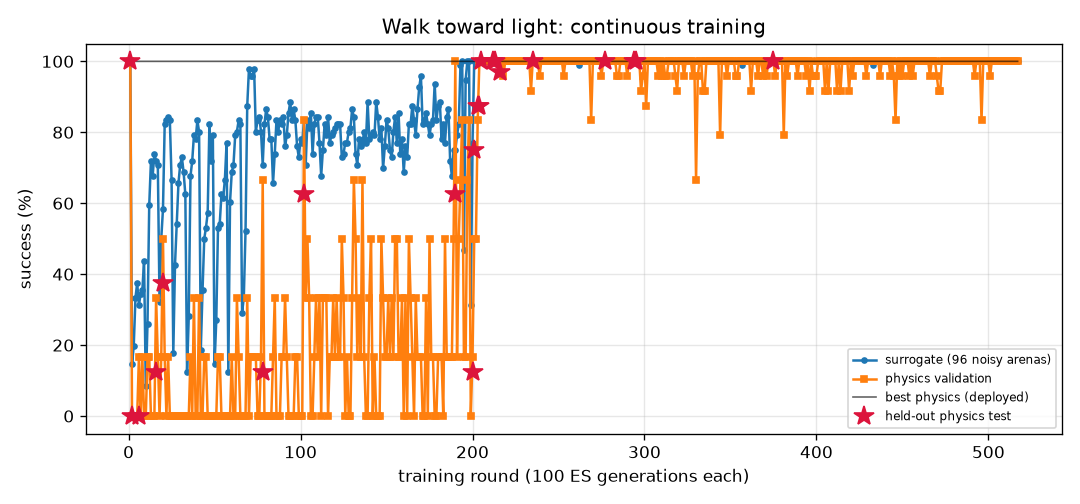 Walk toward light: continuous training
success (%)
100
80
60
40
20
0
surrogate (96 noisy arenas)
physics validation
best physics (deployed)
held-out physics test
0 100 200 300 400 500
training round (100 ES generations each)